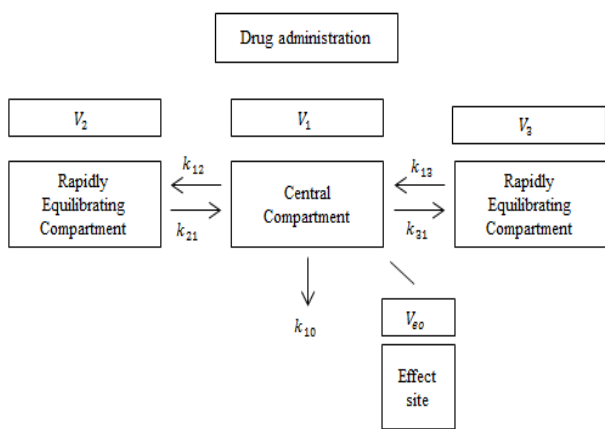 Drug administration
V2
V1
V3
k12
k13
Rapidly
Equilibrating
Compartment
Central
Compartment
Rapidly
Equilibrating
Compartment
k21
k31
k10
Veo
Effect
site